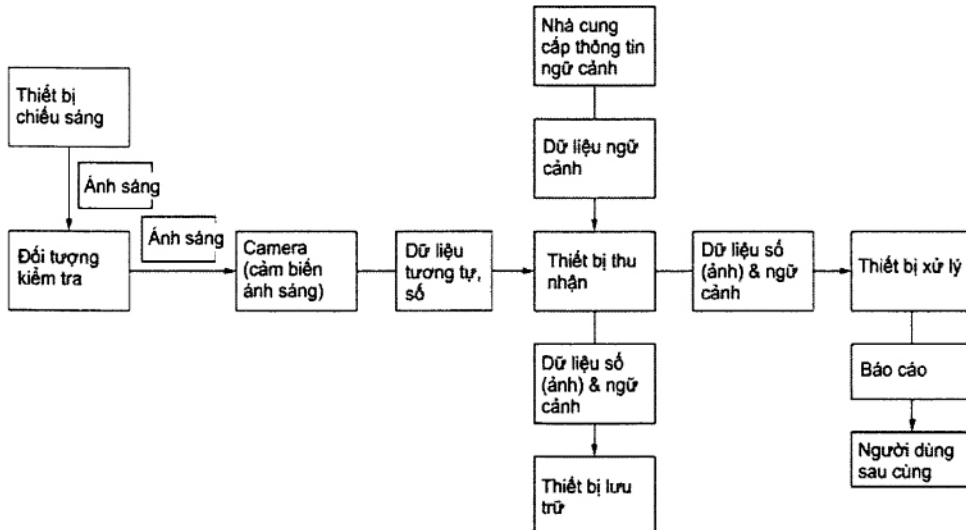 Nhà cung
cấp thông tin
ngữ cảnh
Thiết bị
chiếu sáng
Dữ liệu ngữ
cảnh
Ánh sáng
Ánh sáng
Đối tượng
kiểm tra
Camera
(cảm biến
ánh sáng)
Dữ liệu
tương tự,
số
Thiết bị thu
nhận
Dữ liệu số
(ảnh) & ngữ
cảnh
Thiết bị xử lý
Dữ liệu số
(ảnh) & ngữ
cảnh
Báo cáo
Thiết bị lưu
trữ
Người dùng
sau cùng